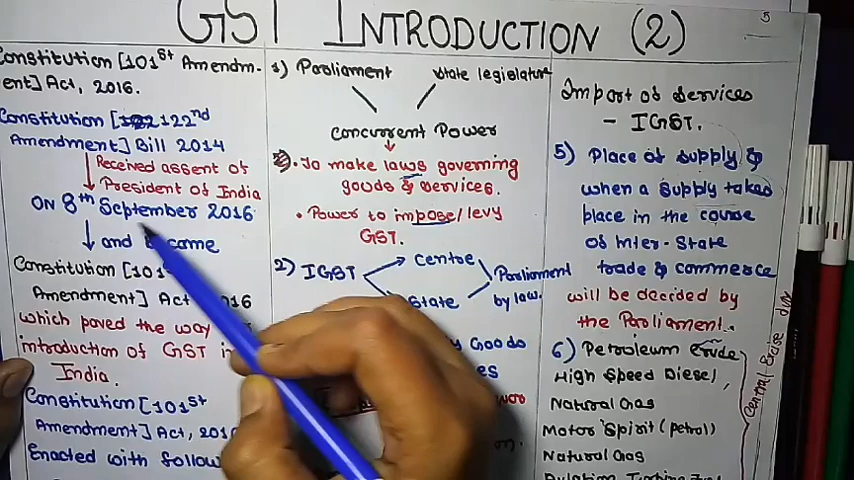 GST INTRODUCTION (2)
5
Constitution [101st Amendm-
ent] Act, 2016.
Constitution [122nd
Amendment] Bill 2014
Received assent of
President of India
ON 8th September 2016
and became
Constitution [101st
Amendment] Act 2016
which paved the way
introduction of GST in
India.
Constitution [101st
Amendment] Act, 2016
Enacted with follow
1) Parliament State legislature
Concurrent Power
• To make laws governing
goods & services.
• Power to impose/levy
GST.
2) IGST Centre
State
Parliament
by law.
Goods
Import of Services
- IGST.
5) Place of supply &
when a supply takes
place in the course
of Inter-State
trade & commerce
will be decided by
the Parliament.
6) Petroleum Crude
High Speed Diesel,
Natural Gas
Motor Spirit (petrol)
Natural Gas
Central Excise